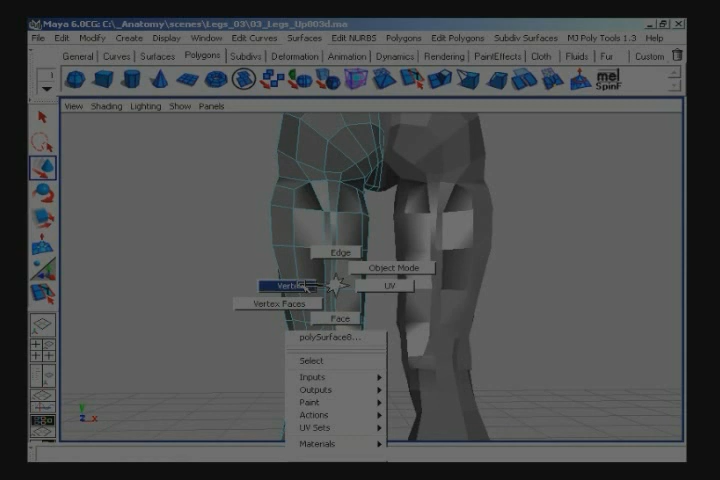 Maya 6.0CG: C:\_Anatomy\scenes\Legs_03\03_Legs_Up003d.ma
File Edit Modify Create Display Window Edit Curves Surfaces Edit NURBS Polygons Edit Polygons Subdiv Surfaces MJ Poly Tools 1.3 Help
General Curves Surfaces Polygons Subdivs Deformation Animation Dynamics Rendering PaintEffects Cloth Fluids Fur Custom
1
mel
SpinF
View Shading Lighting Show Panels
Edge
Object Mode
UV
Vertex Faces
Face
polySurface8...
Select
Inputs
Outputs
Paint
Actions
UV Sets
Materials
y
z x